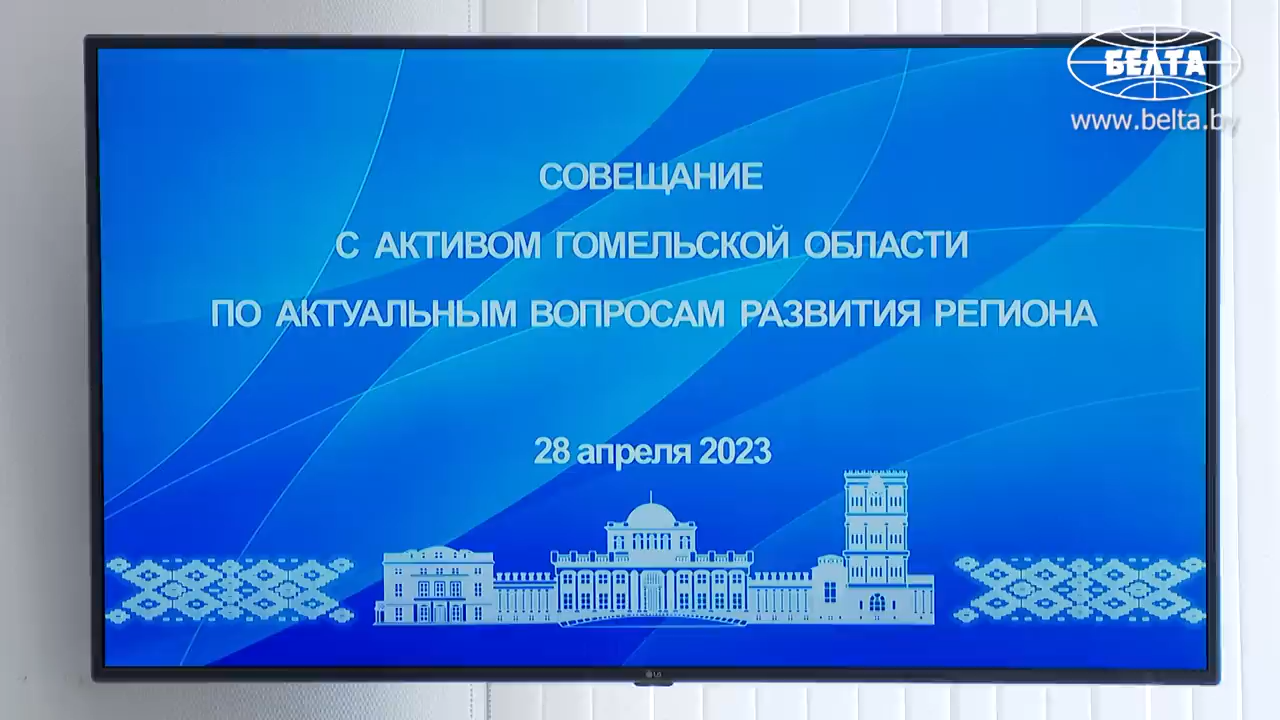 БЕЛТА
www.belta.by
СОВЕЩАНИЕ
С АКТИВОМ ГОМЕЛЬСКОЙ ОБЛАСТИ
ПО АКТУАЛЬНЫМ ВОПРОСАМ РАЗВИТИЯ РЕГИОНА
28 апреля 2023
LG